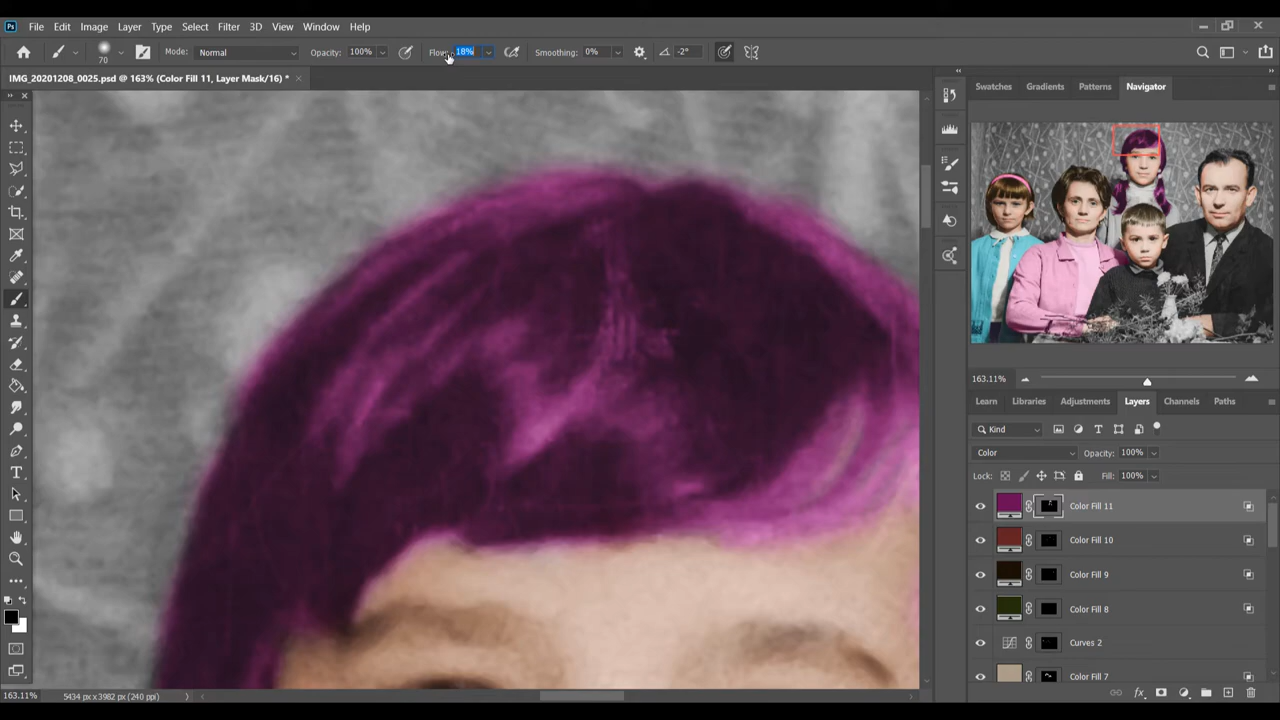 Ps File Edit Image Layer Type Select Filter 3D View Window Help
70 Mode: Normal Opacity: 100% Flow: 18% Smoothing: 0% -2°
IMG_20201208_0025.psd @ 163% (Color Fill 11, Layer Mask/16) *
Swatches Gradients Patterns Navigator
163.11%
Learn Libraries Adjustments Layers Channels Paths
Kind
Color Opacity: 100%
Lock: Fill: 100%
Color Fill 11
Color Fill 10
Color Fill 9
Color Fill 8
Curves 2
Color Fill 7
163.11% 5434 px x 3982 px (240 ppi)